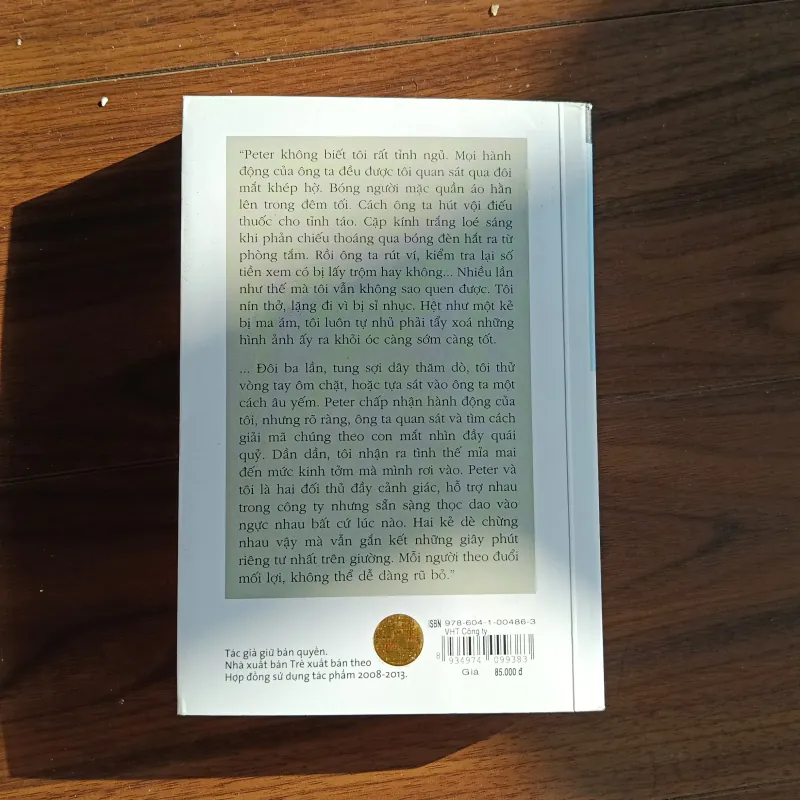 “Peter không biết tôi rất tỉnh ngủ. Mọi hành
động của ông ta đều được tôi quan sát qua đôi
mắt khép hờ. Bóng người mặc quần áo hằn
lên trong đêm tối. Cách ông ta hút vội điếu
thuốc cho tỉnh táo. Cặp kính trắng loé sáng
khi phản chiếu thoáng qua bóng đèn hắt ra từ
phòng tắm. Rồi ông ta rút ví, kiểm tra lại số
tiền xem có bị lấy trộm hay không... Nhiều lần
như thế mà tôi vẫn không sao quen được. Tôi
nín thở, lặng đi vì bị sỉ nhục. Hệt như một kẻ
bị ma ám, tôi luôn tự nhủ phải tẩy xoá những
hình ảnh ấy ra khỏi óc càng sớm càng tốt.
... Đôi ba lần, tung sợi dây thăm dò, tôi thử
vòng tay ôm chặt, hoặc tựa sát vào ông ta một
cách âu yếm. Peter chấp nhận hành động của
tôi, nhưng rõ ràng, ông ta quan sát và tìm cách
giải mã chúng theo con mắt nhìn đầy quái
quỷ. Dần dần, tôi nhận ra tình thế mỉa mai
đến mức kinh tởm mà mình rơi vào. Peter và
tôi là hai đối thủ đầy cảnh giác, hỗ trợ nhau
trong công ty nhưng sẵn sàng thọc dao vào
ngực nhau bất cứ lúc nào. Hai kẻ dè chừng
nhau vậy mà vẫn gắn kết những giây phút
riêng tư nhất trên giường. Mỗi người theo đuổi
mối lợi, không thể dễ dàng rũ bỏ.”
Tác giả giữ bản quyền.
Nhà xuất bản Trẻ xuất bản theo
Hợp đồng sử dụng tác phẩm 2008-2013.
ISBN 978-604-1-00486-3
VHT Công ty
8 934974 099383
Giá 85.000 đ